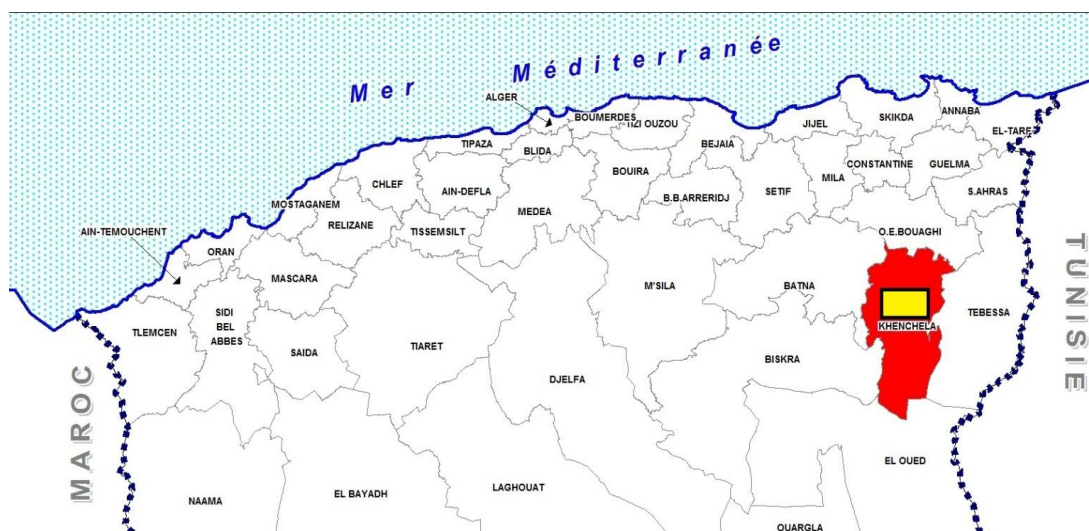 Mer Méditerranée
ALGER
BOUMERDES
TIZI OUZOU
JIJEL
SKIKDA
ANNABA
EL-TARF
TIPAZA
BLIDA
BEJAIA
CONSTANTINE
GUELMA
CHLEF
AIN-DEFLA
BOUIRA
SETIF
MILA
S.AHRAS
MOSTAGANEM
RELIZANE
TISSEMSILT
MEDEA
B.B.ARRERIDJ
AIN-TEMOUCHENT
ORAN
O.E.BOUAGHI
MASCARA
M'SILA
BATNA
TLEMCEN
SIDI
BEL
ABBES
SAIDA
TIARET
DJELFA
BISKRA
KHENCHELA
TEBESSA
TUNISIE
MAROC
NAAMA
EL BAYADH
LAGHOUAT
EL OUED
OUARGLA